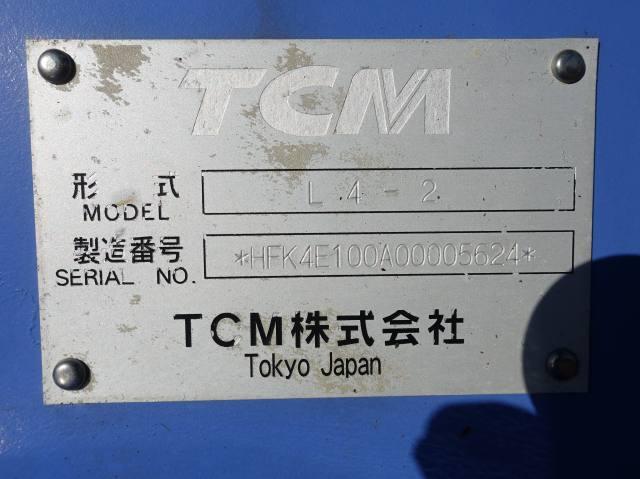 TCM
形 式 L 4 - 2
MODEL
製造番号 *HFK4E100A00005624*
SERIAL NO.
TCM株式会社
Tokyo Japan